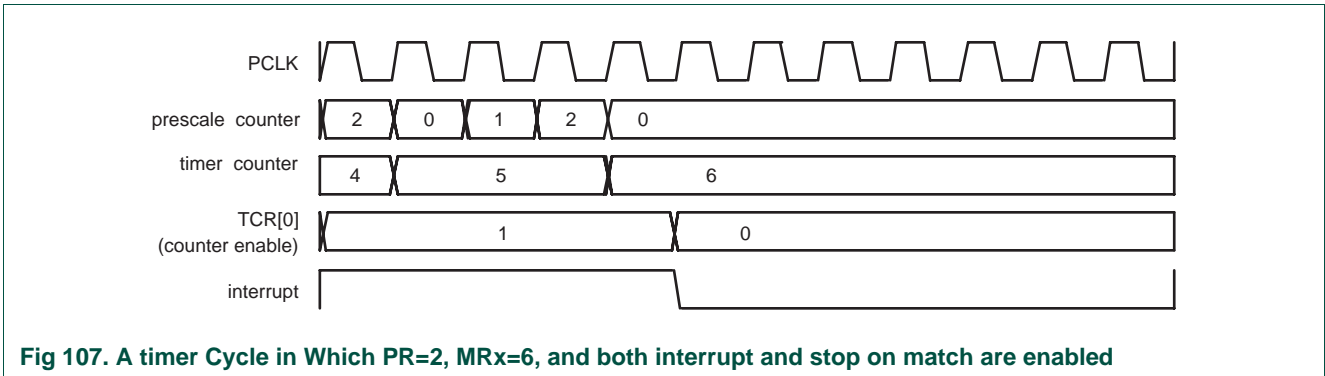 PCLK
prescale counter 2 0 1 2 0
timer counter 4 5 6
TCR[0]
(counter enable) 1 0
interrupt
Fig 107. A timer Cycle in Which PR=2, MRx=6, and both interrupt and stop on match are enabled